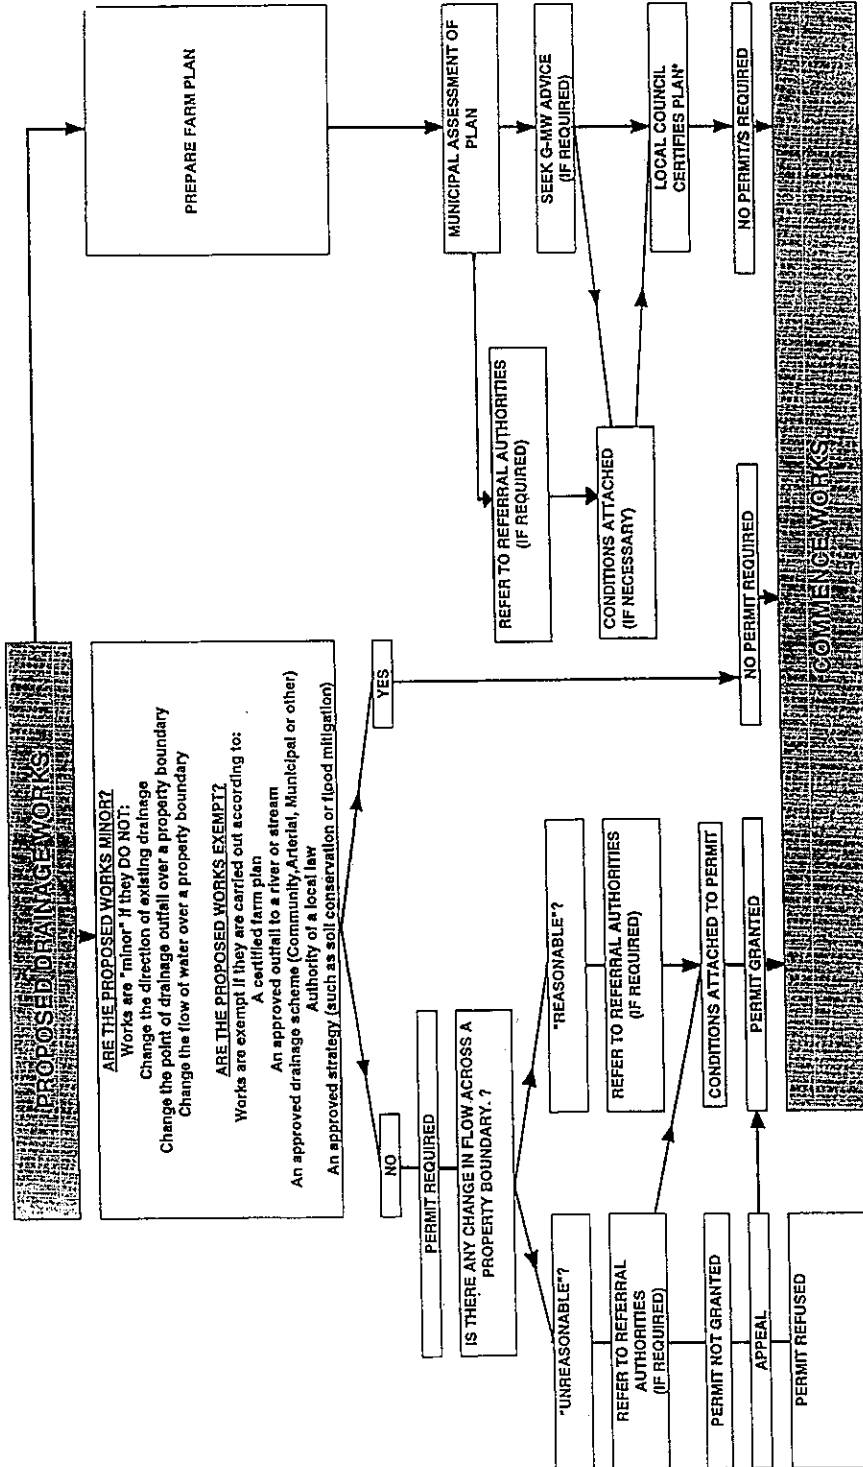 PROPOSED DRAINAGE WORKS
ARE THE PROPOSED WORKS MINOR?
Works are "minor" if they DO NOT:
Change the direction of existing drainage
Change the point of drainage outfall over a property boundary
Change the flow of water over a property boundary
ARE THE PROPOSED WORKS EXEMPT?
Works are exempt if they are carried out according to:
A certified farm plan
An approved outfall to a river or stream
An approved drainage scheme (Community, Arterial, Municipal or other)
Authority of a local law
An approved strategy (such as soil conservation or flood mitigation)
NO
YES
PERMIT REQUIRED
IS THERE ANY CHANGE IN FLOW ACROSS A
PROPERTY BOUNDARY. ?
"UNREASONABLE"?
REFER TO REFERRAL
AUTHORITIES
(IF REQUIRED)
PERMIT NOT GRANTED
APPEAL
PERMIT REFUSED
"REASONABLE"?
REFER TO REFERRAL AUTHORITIES
(IF REQUIRED)
CONDITIONS ATTACHED TO PERMIT
PERMIT GRANTED
NO PERMIT REQUIRED
PREPARE FARM PLAN
MUNICIPAL ASSESSMENT OF
PLAN
REFER TO REFERRAL AUTHORITIES
(IF REQUIRED)
SEEK G-MW ADVICE
(IF REQUIRED)
CONDITIONS ATTACHED
(IF NECESSARY)
LOCAL COUNCIL
CERTIFIES PLAN*
NO PERMIT/S REQUIRED
COMMENCE WORKS